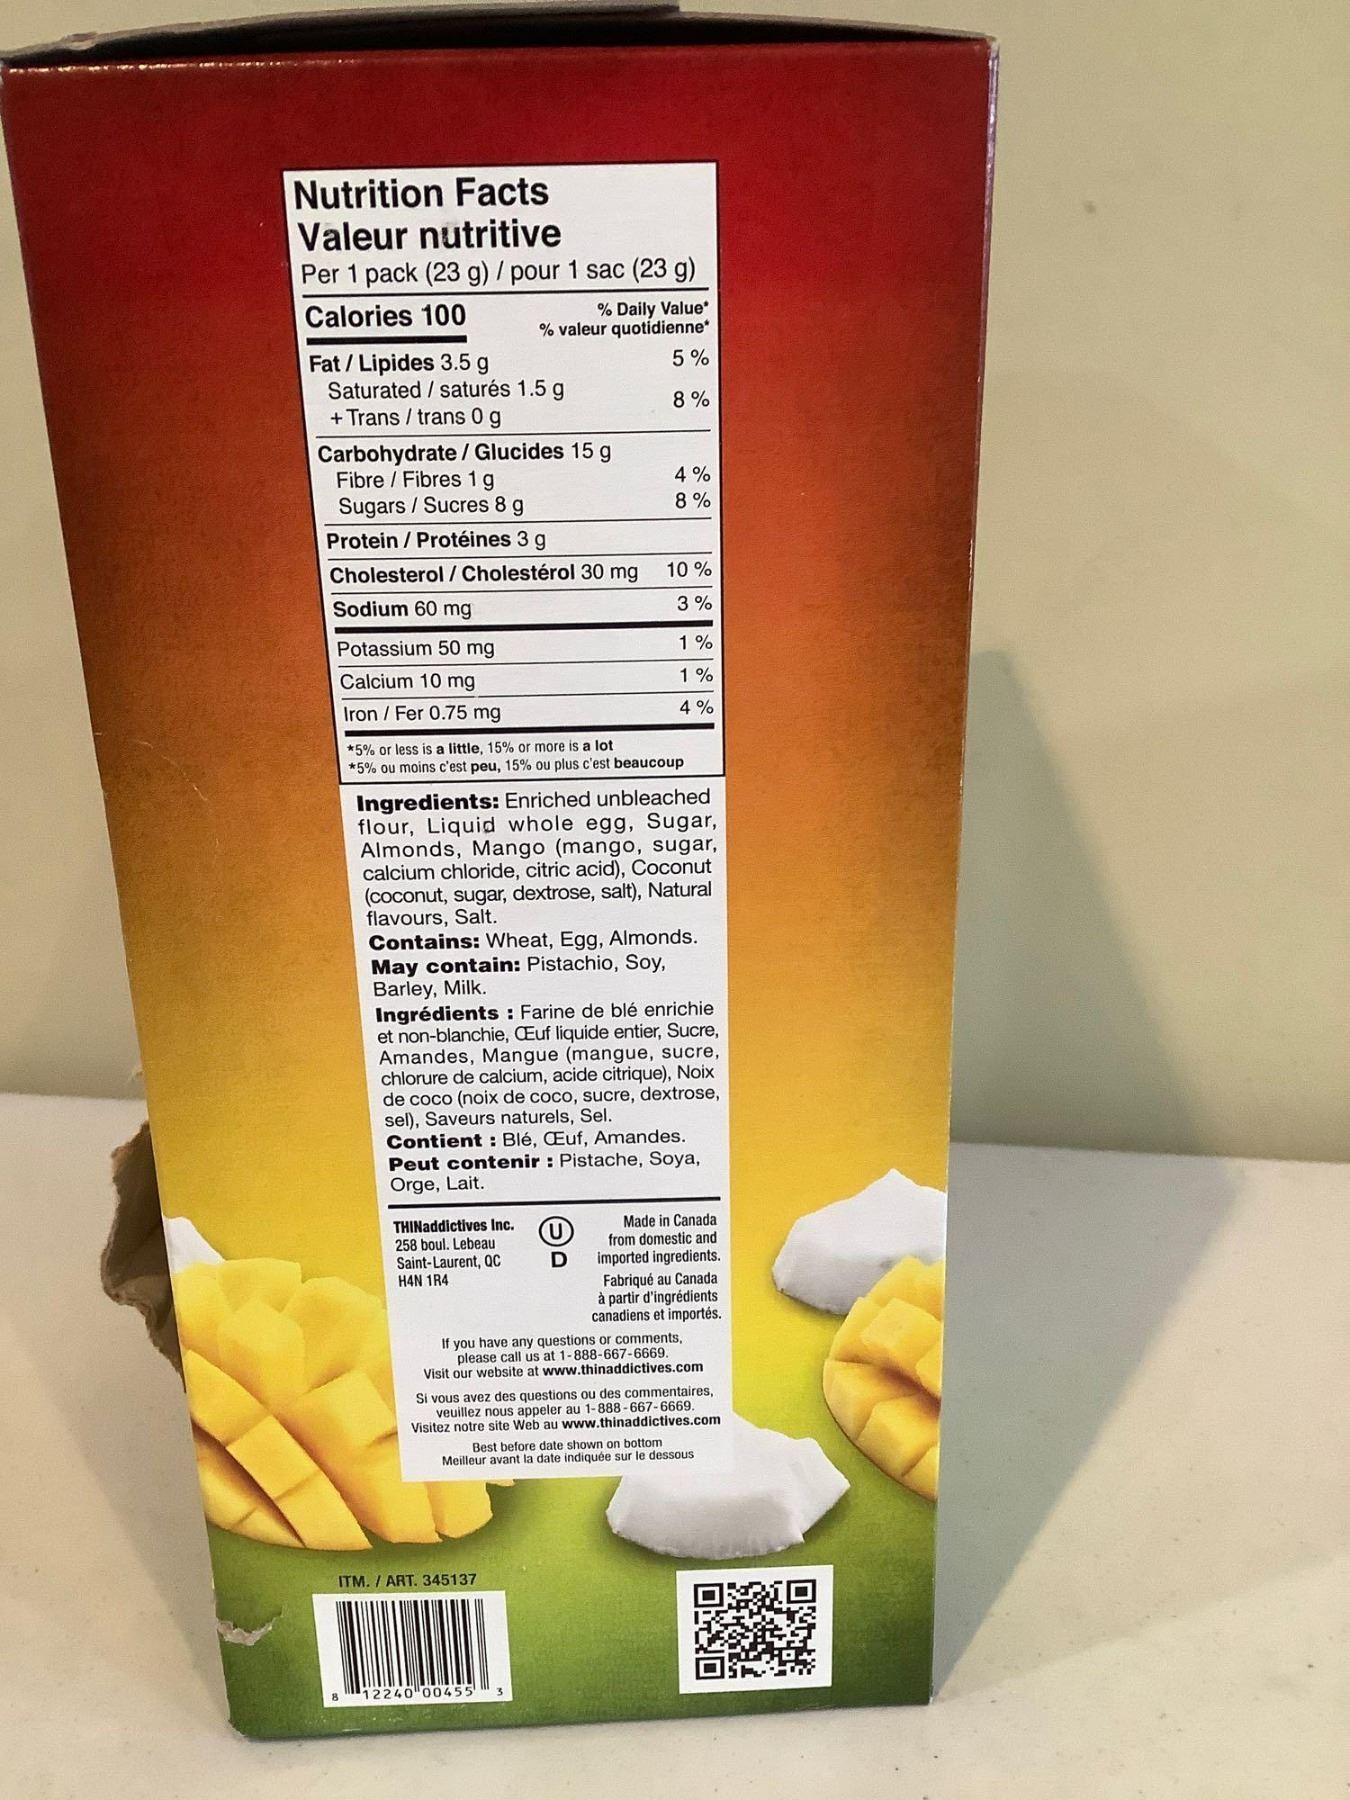 Nutrition Facts
Valeur nutritive
Per 1 pack (23 g) / pour 1 sac (23 g)
Calories 100
% Daily Value*
% valeur quotidienne*
Fat / Lipides 3.5 g 5 %
Saturated / saturés 1.5 g
+ Trans / trans 0 g 8 %
Carbohydrate / Glucides 15 g
Fibre / Fibres 1 g 4 %
Sugars / Sucres 8 g 8 %
Protein / Protéines 3 g
Cholesterol / Cholestérol 30 mg 10 %
Sodium 60 mg 3 %
Potassium 50 mg 1 %
Calcium 10 mg 1 %
Iron / Fer 0.75 mg 4 %
*5% or less is a little, 15% or more is a lot
*5% ou moins c'est peu, 15% ou plus c'est beaucoup
Ingredients: Enriched unbleached
flour, Liquid whole egg, Sugar,
Almonds, Mango (mango, sugar,
calcium chloride, citric acid), Coconut
(coconut, sugar, dextrose, salt), Natural
flavours, Salt.
Contains: Wheat, Egg, Almonds.
May contain: Pistachio, Soy,
Barley, Milk.
Ingrédients : Farine de blé enrichie
et non-blanchie, Œuf liquide entier, Sucre,
Amandes, Mangue (mangue, sucre,
chlorure de calcium, acide citrique), Noix
de coco (noix de coco, sucre, dextrose,
sel), Saveurs naturels, Sel.
Contient : Blé, Œuf, Amandes.
Peut contenir : Pistache, Soya,
Orge, Lait.
THINaddictives Inc.
258 boul. Lebeau
Saint-Laurent, QC
H4N 1R4
U
D
Made in Canada
from domestic and
imported ingredients.
Fabriqué au Canada
à partir d'ingrédients
canadiens et importés.
If you have any questions or comments,
please call us at 1-888-667-6669.
Visit our website at www.thinaddictives.com
Si vous avez des questions ou des commentaires,
veuillez nous appeler au 1-888-667-6669.
Visitez notre site Web au www.thinaddictives.com
Best before date shown on bottom
Meilleur avant la date indiquée sur le dessous
ITM. / ART. 345137
8 12240 00455 3